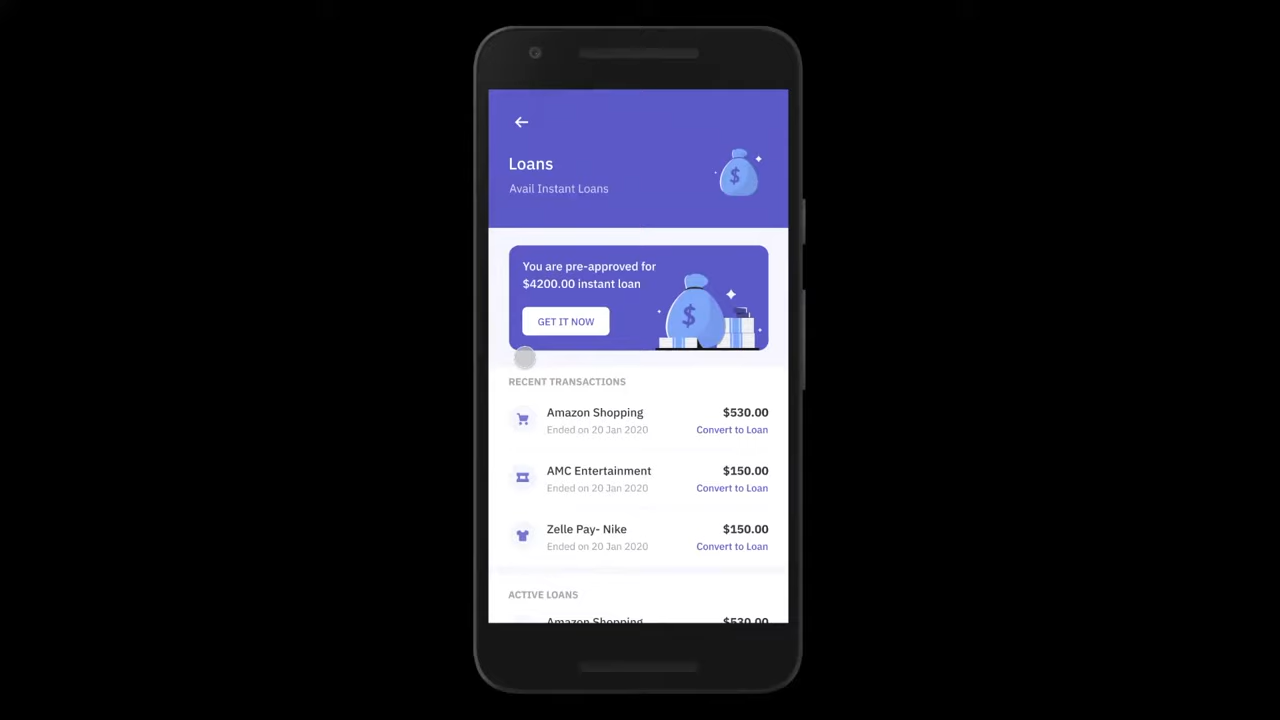 Loans
Avail Instant Loans
You are pre-approved for
$4200.00 instant loan
GET IT NOW
RECENT TRANSACTIONS
Amazon Shopping $530.00
Ended on 20 Jan 2020 Convert to Loan
AMC Entertainment $150.00
Ended on 20 Jan 2020 Convert to Loan
Zelle Pay- Nike $150.00
Ended on 20 Jan 2020 Convert to Loan
ACTIVE LOANS
Amazon Shopping $530.00